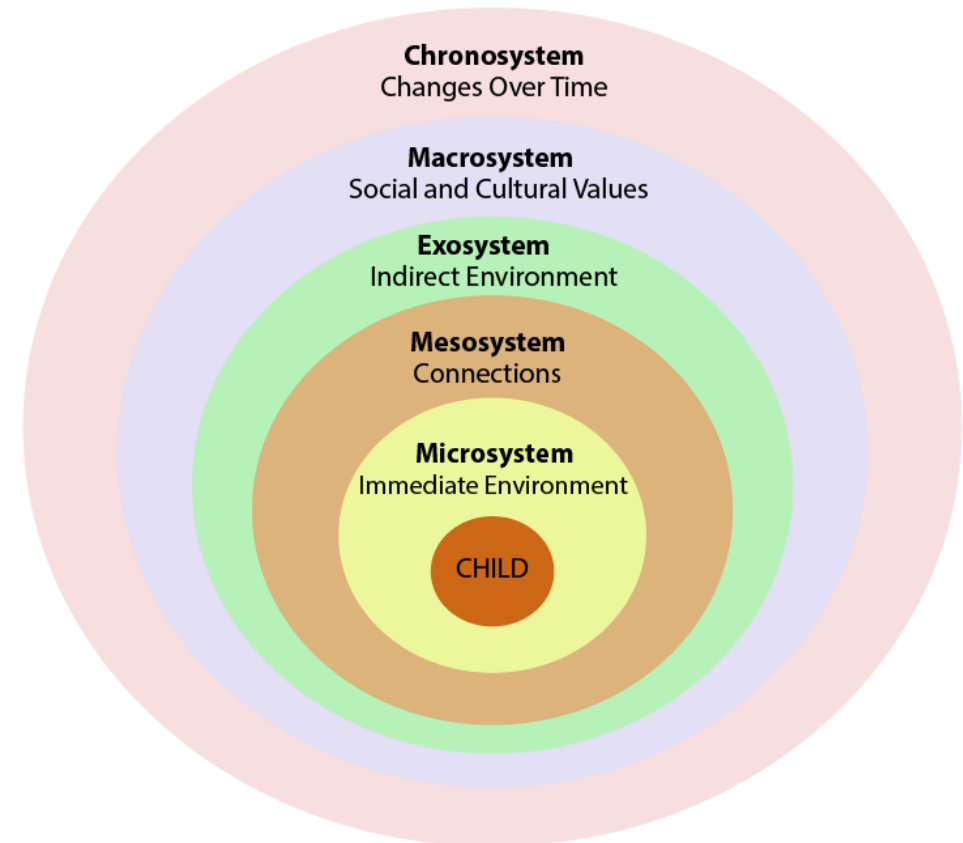 Chronosystem
Changes Over Time
Macrosystem
Social and Cultural Values
Exosystem
Indirect Environment
Mesosystem
Connections
Microsystem
Immediate Environment
CHILD